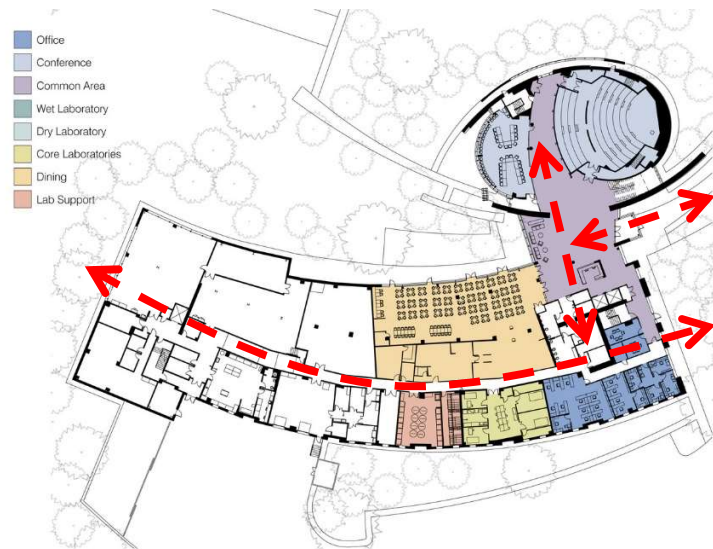 Office
Conference
Common Area
Wet Laboratory
Dry Laboratory
Core Laboratories
Dining
Lab Support